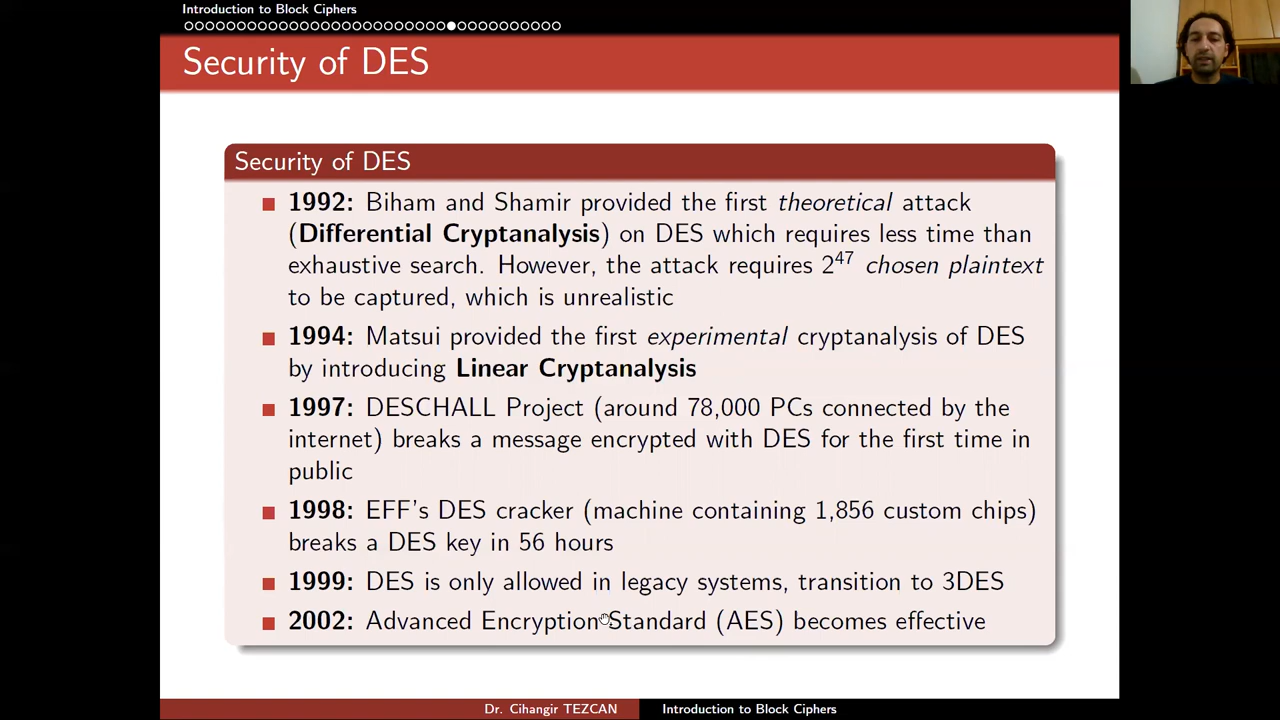 Introduction to Block Ciphers
Security of DES
Security of DES
1992: Biham and Shamir provided the first theoretical attack
(Differential Cryptanalysis) on DES which requires less time than
exhaustive search. However, the attack requires 2^47 chosen plaintext
to be captured, which is unrealistic
1994: Matsui provided the first experimental cryptanalysis of DES
by introducing Linear Cryptanalysis
1997: DESCHALL Project (around 78,000 PCs connected by the
internet) breaks a message encrypted with DES for the first time in
public
1998: EFF's DES cracker (machine containing 1,856 custom chips)
breaks a DES key in 56 hours
1999: DES is only allowed in legacy systems, transition to 3DES
2002: Advanced Encryption Standard (AES) becomes effective
Dr. Cihangir TEZCAN Introduction to Block Ciphers